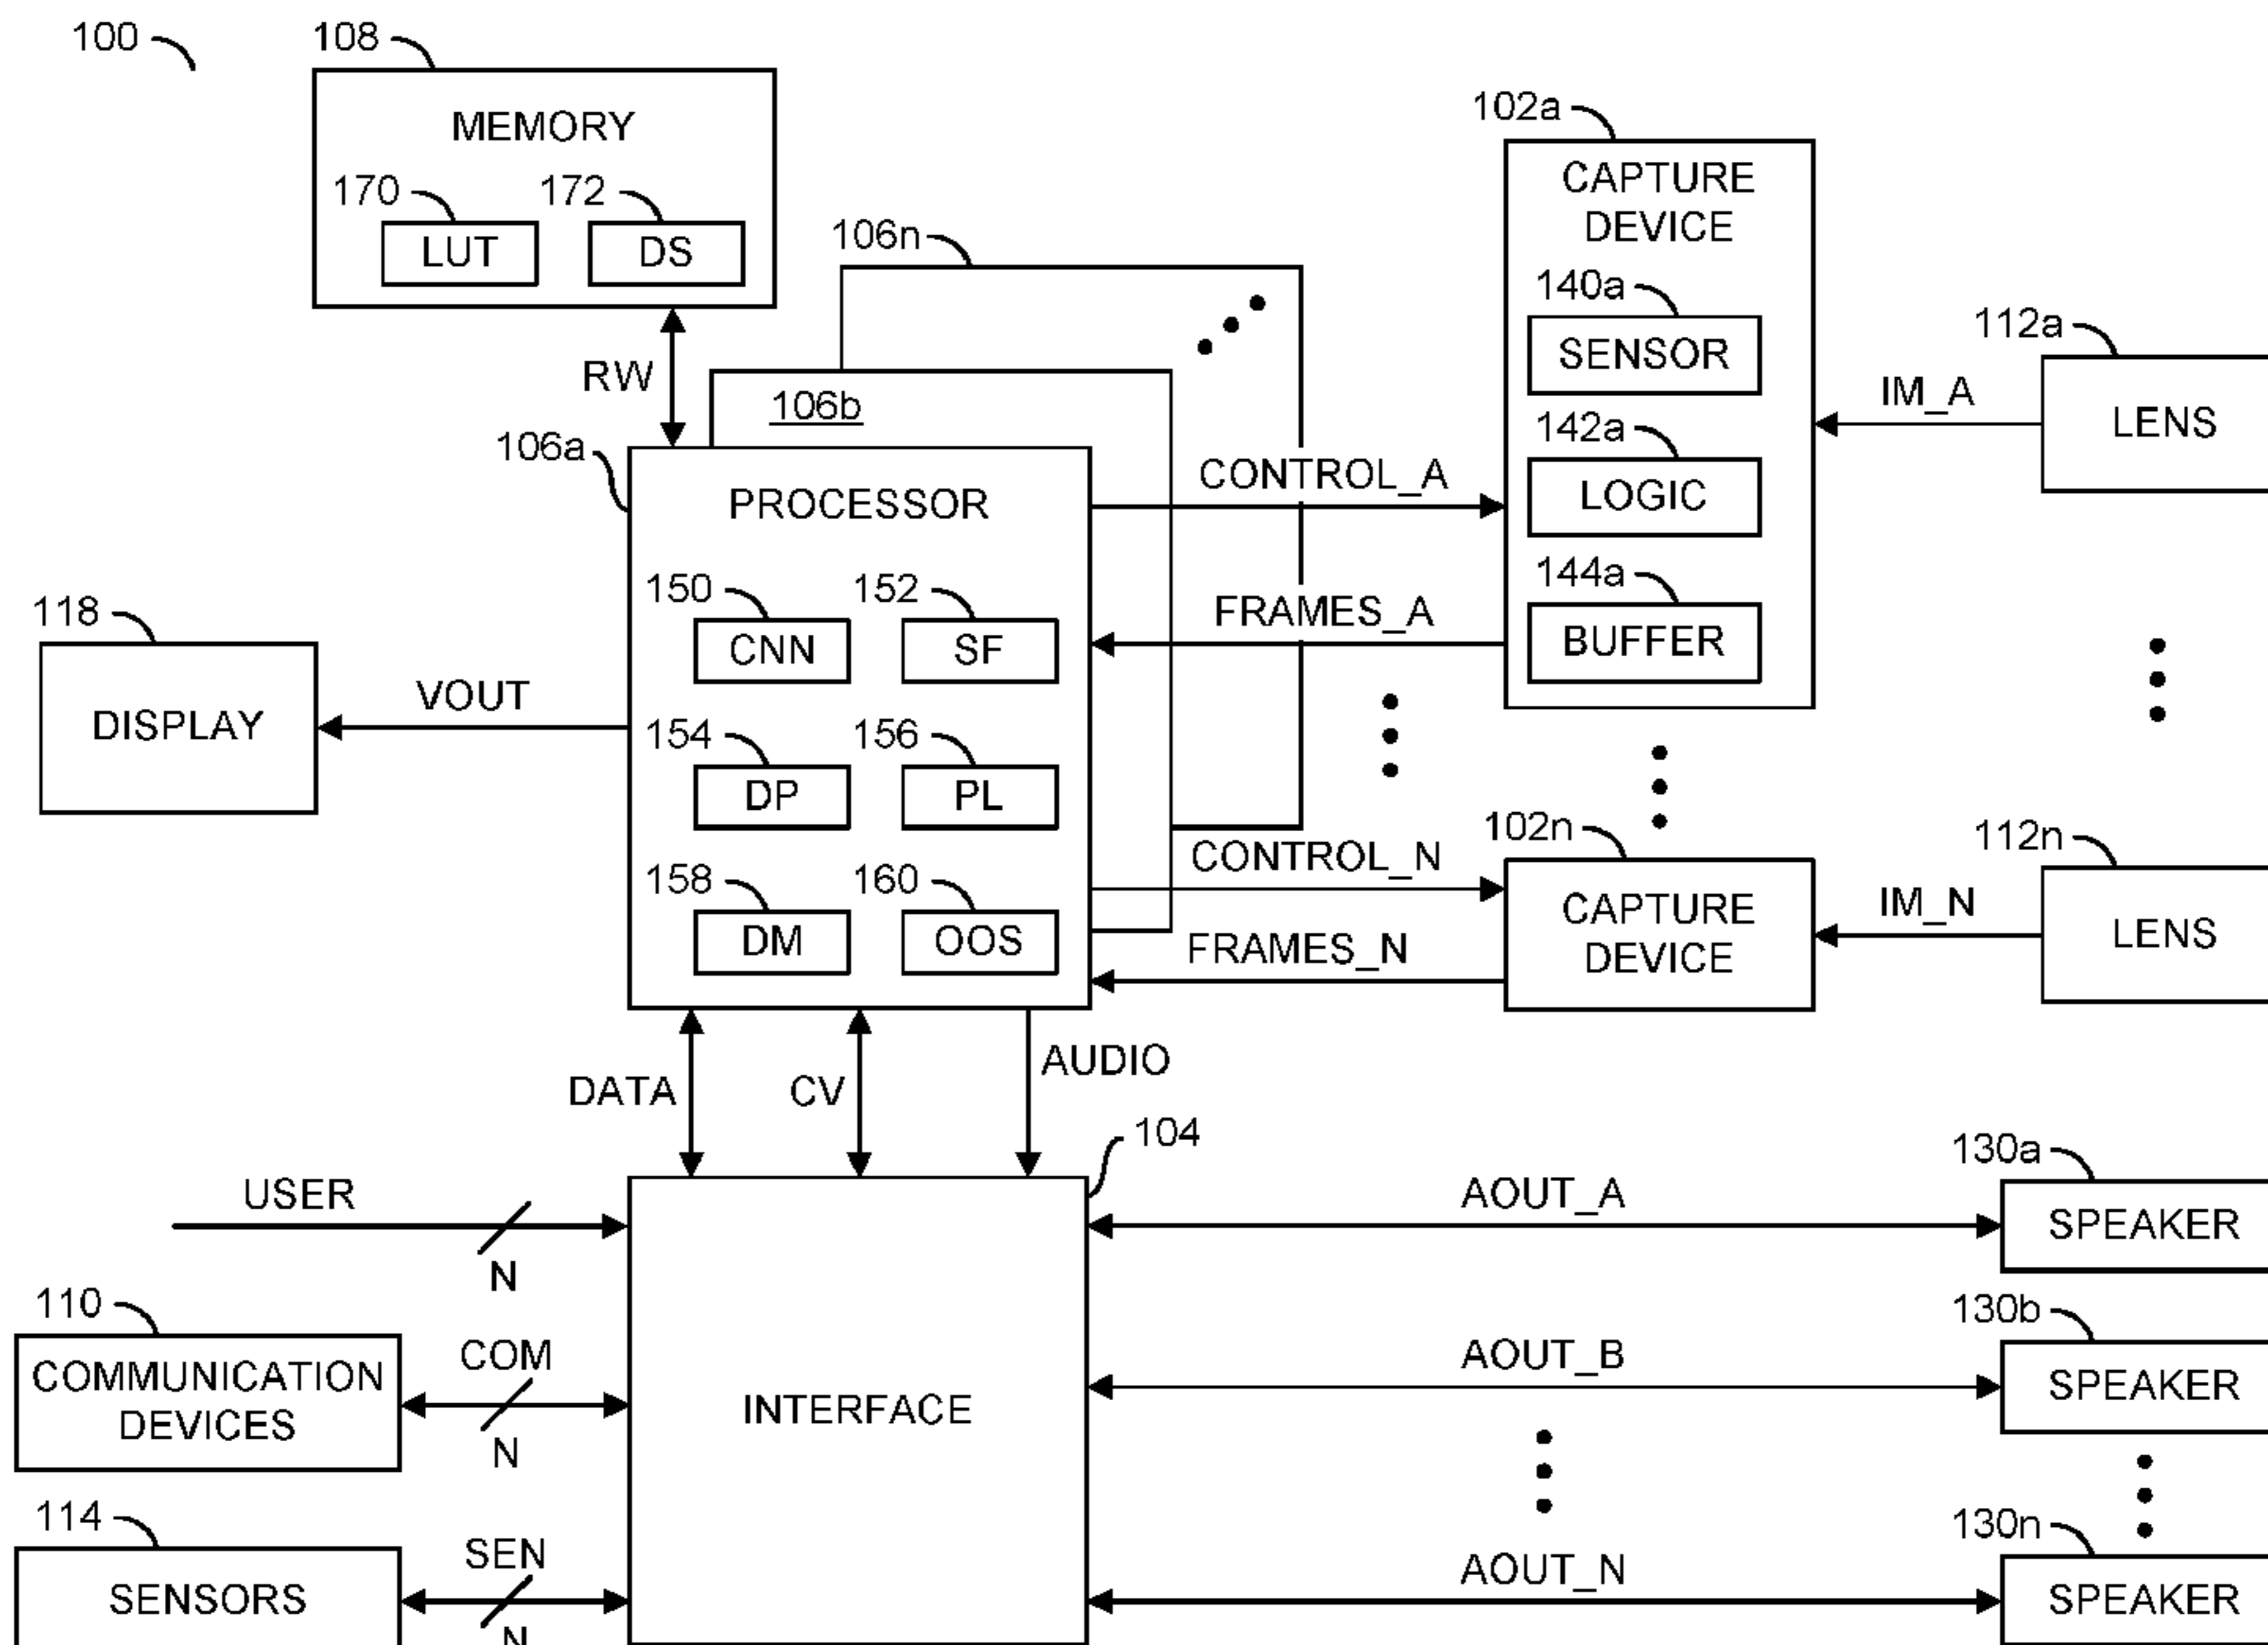 100
108
MEMORY
170
172
LUT
DS
RW
106n
106b
106a
PROCESSOR
150
CNN
152
SF
154
DP
156
PL
158
DM
160
OOS
118
DISPLAY
VOUT
CONTROL_A
FRAMES_A
CONTROL_N
FRAMES_N
102a
CAPTURE
DEVICE
140a
SENSOR
142a
LOGIC
144a
BUFFER
IM_A
112a
LENS
102n
CAPTURE
DEVICE
IM_N
112n
LENS
DATA
CV
AUDIO
104
INTERFACE
USER
N
110
COMMUNICATION
DEVICES
COM
N
114
SENSORS
SEN
N
AOUT_A
130a
SPEAKER
AOUT_B
130b
SPEAKER
AOUT_N
130n
SPEAKER